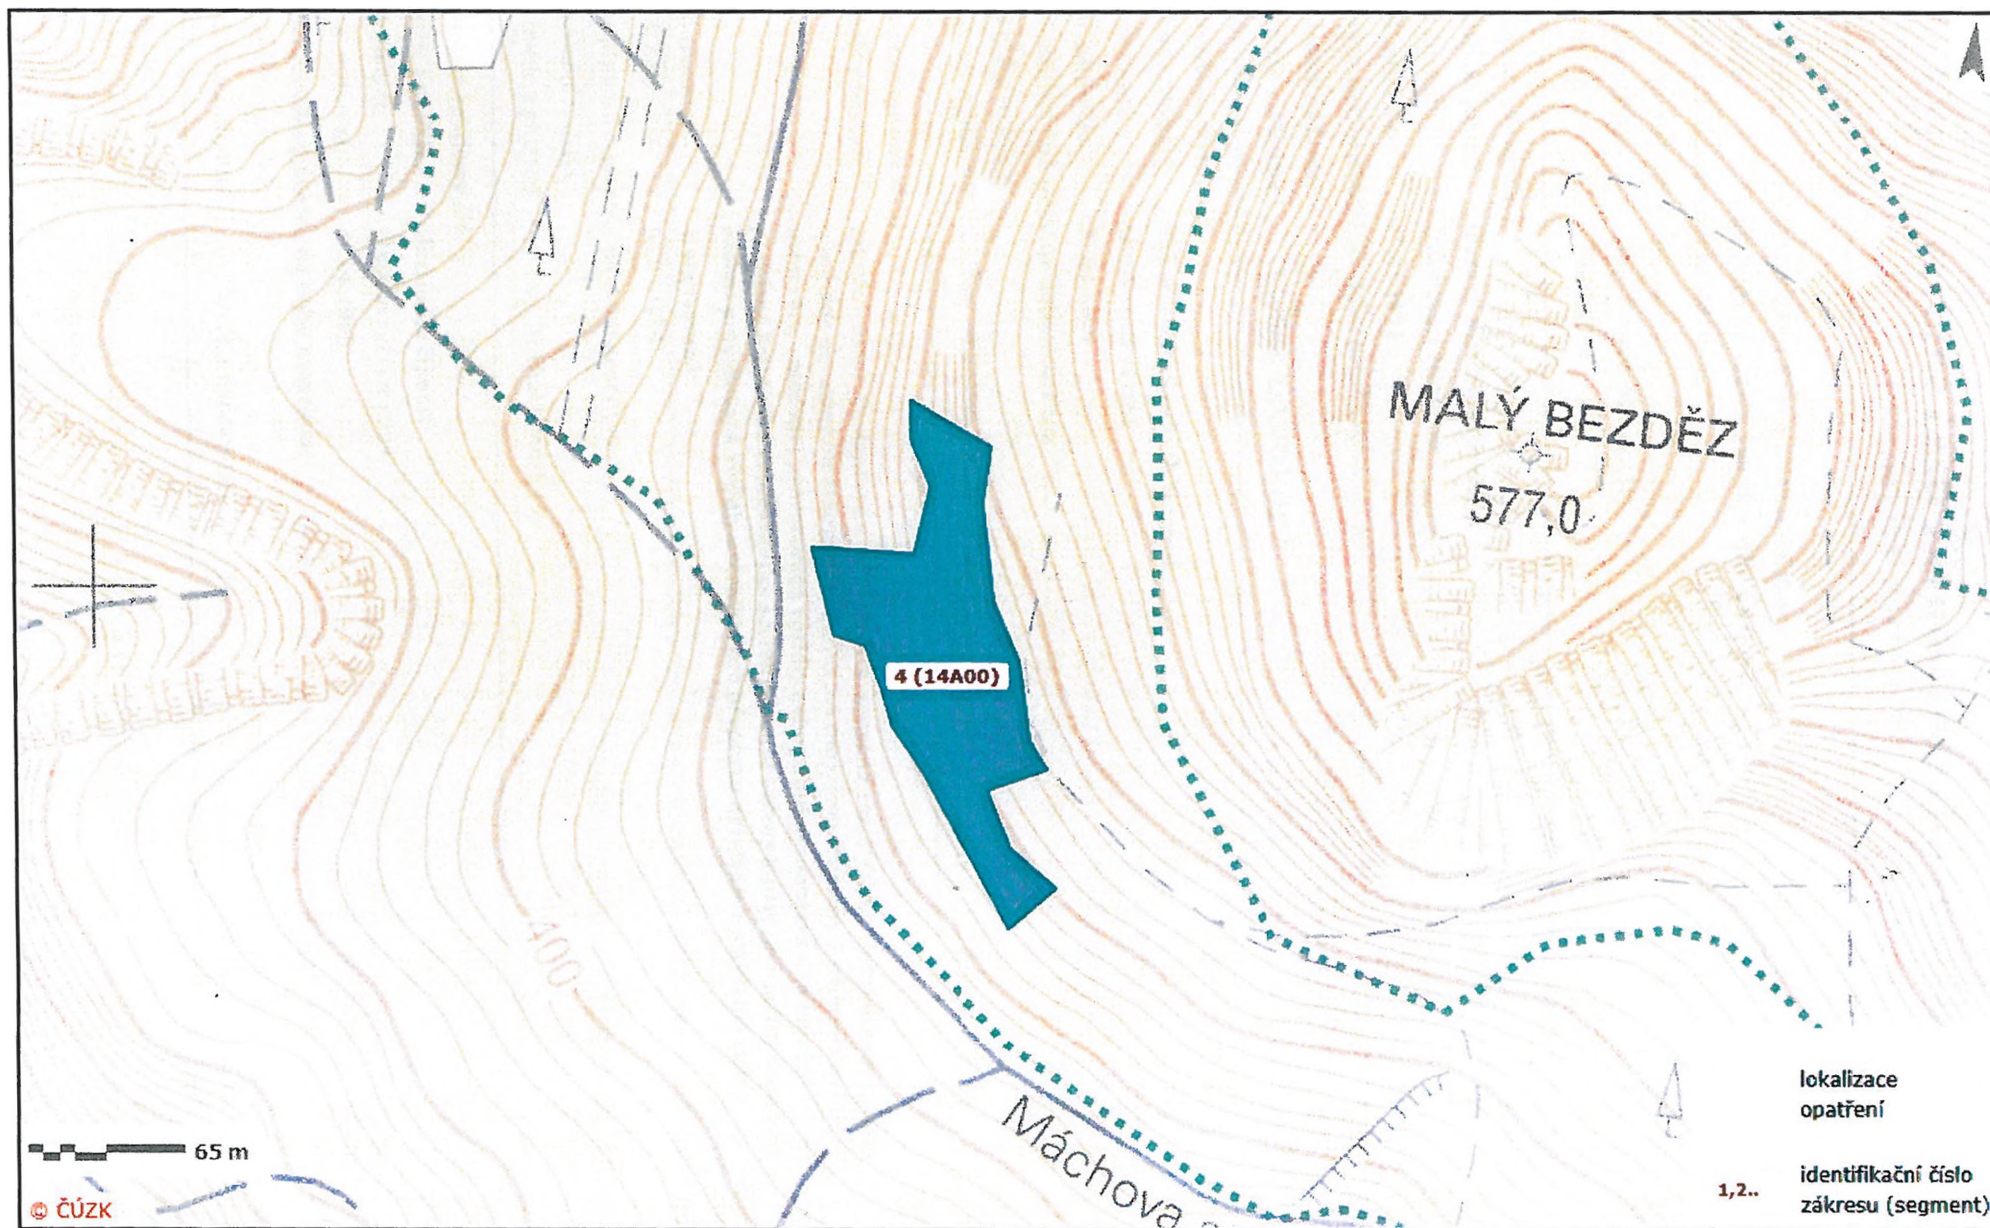 MALÝ BEZDĚZ
577,0
4 (14A00)
400
Máchova
lokalizace
opatření
65 m
1,2..
identifikační číslo
zákresu (segment)
© ČÚZK